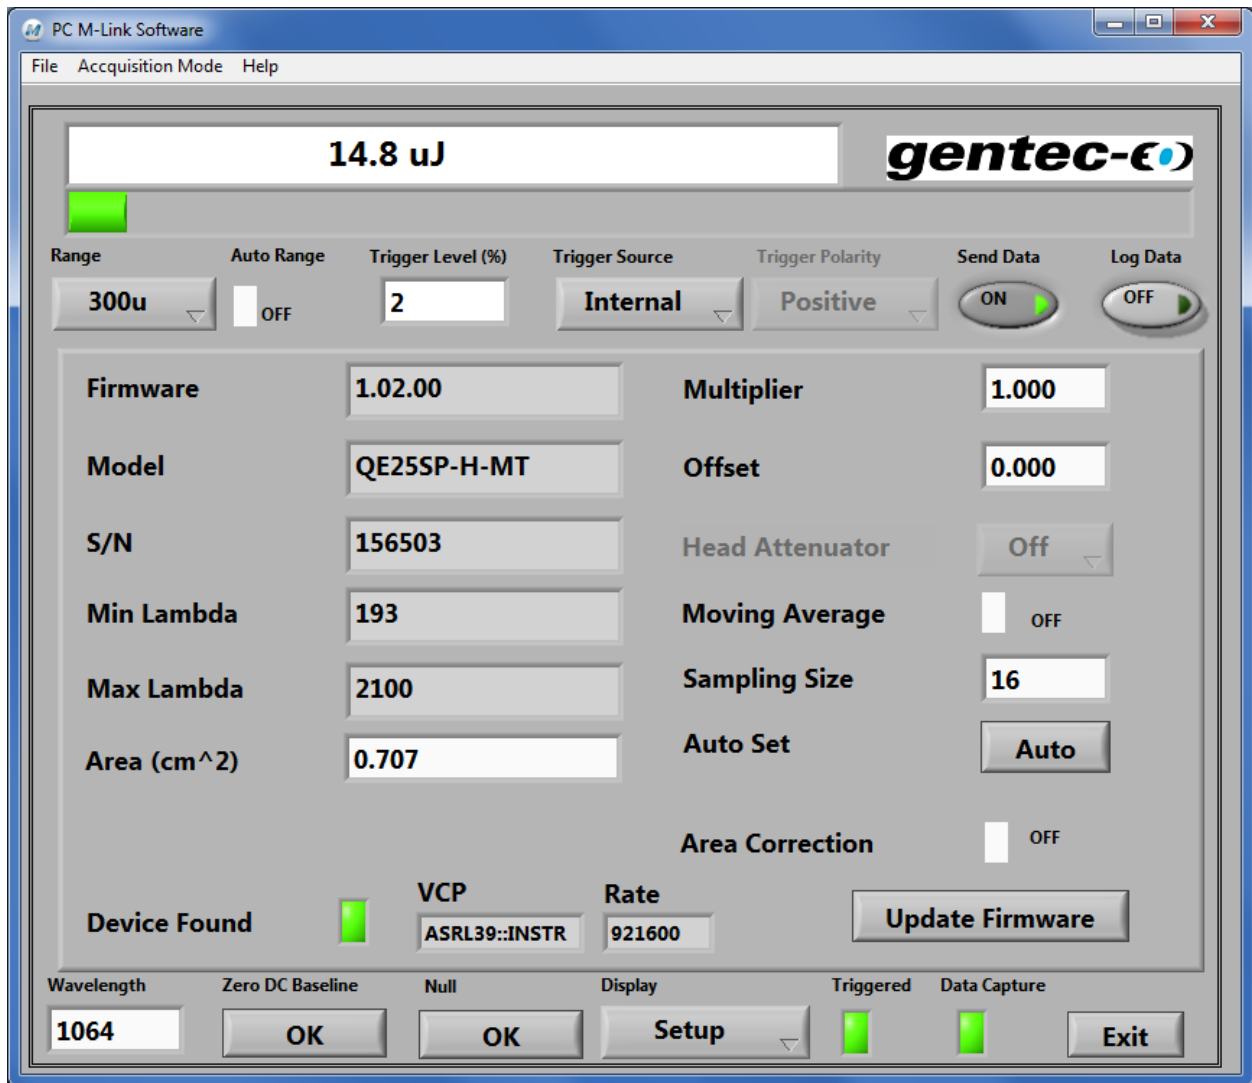 PC M-Link Software
File Accquisition Mode Help
14.8 uJ
gentec-eo
Range Auto Range Trigger Level (%) Trigger Source Trigger Polarity Send Data Log Data
300u OFF 2 Internal Positive ON OFF
Firmware 1.02.00 Multiplier 1.000
Model QE25SP-H-MT Offset 0.000
S/N 156503 Head Attenuator Off
Min Lambda 193 Moving Average OFF
Max Lambda 2100 Sampling Size 16
Area (cm^2) 0.707 Auto Set Auto
Area Correction OFF
VCP Rate
Device Found ASRL39::INSTR 921600 Update Firmware
Wavelength Zero DC Baseline Null Display Triggered Data Capture
1064 OK OK Setup Exit